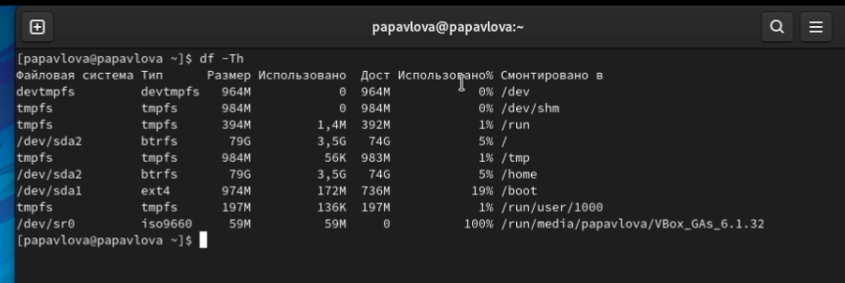 papavlova@papavlova:~
[papavlova@papavlova ~]$ df -Th
Файловая система Тип      Размер Использовано  Дост Использовано% Смонтировано в
devtmpfs         devtmpfs   964M            0  964M            0% /dev
tmpfs            tmpfs      984M            0  984M            0% /dev/shm
tmpfs            tmpfs      394M         1,4M  392M            1% /run
/dev/sda2        btrfs       79G         3,5G   74G            5% /
tmpfs            tmpfs      984M          56K  983M            1% /tmp
/dev/sda2        btrfs       79G         3,5G   74G            5% /home
/dev/sda1        ext4       974M         172M  736M           19% /boot
tmpfs            tmpfs      197M         136K  197M            1% /run/user/1000
/dev/sr0         iso9660     59M          59M     0          100% /run/media/papavlova/VBox_GAs_6.1.32
[papavlova@papavlova ~]$